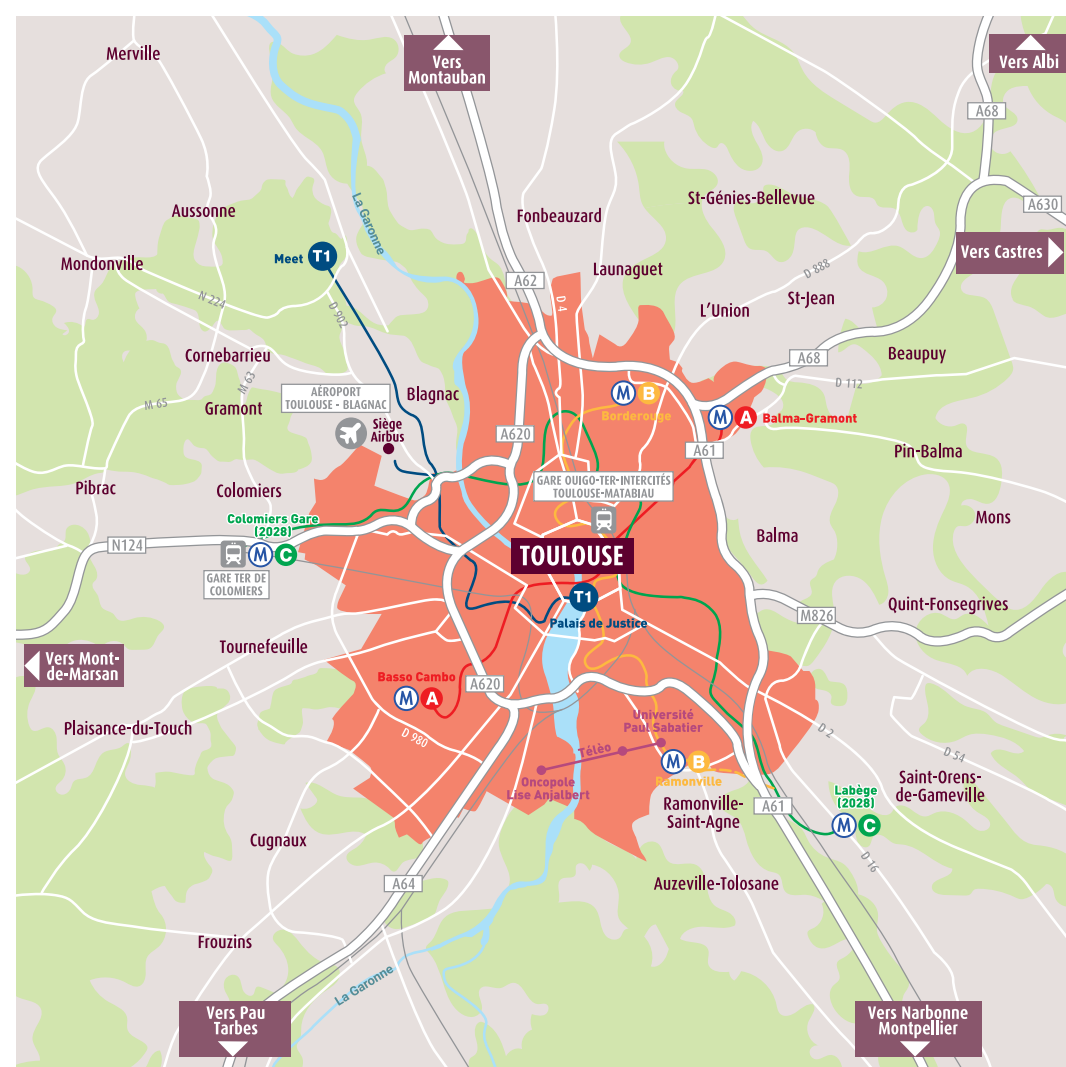 Merville
Vers
Montauban
Vers Albi
A68
Aussonne
La Garonne
Fonbeauzard
St-Génies-Bellevue
A630
Meet
T1
Mondonville
N 224
D 902
A62
D 4
Launaguet
D 888
St-Jean
Vers Castres
L'Union
Cornebarrieu
M 63
Gramont
M 65
AÉROPORT
TOULOUSE - BLAGNAC
Blagnac
Siège
Airbus
A68
Beaupuy
D 112
M
B
Borderouge
M
A
Balma-Gramont
A620
A61
Pin-Balma
Pibrac
Colomiers
GARE OUIGO-TER-INTERCITÉS
TOULOUSE-MATABIAU
Colomiers Gare
(2028)
M
C
N124
GARE TER DE
COLOMIERS
TOULOUSE
Balma
Mons
T1
Palais de Justice
M826
Quint-Fonsegrives
Vers Mont-
de-Marsan
Tournefeuille
Basso Cambo
M
A
A620
Plaisance-du-Touch
D 980
Université
Paul Sabatier
Télèo
Oncopole
Lise Anjalbert
M
B
Ramonville
D 2
D 54
Saint-Orens-
de-Gameville
Ramonville-
Saint-Agne
A61
Labège
(2028)
M
C
D 16
Cugnaux
A64
Auzeville-Tolosane
Frouzins
La Garonne
Vers Pau
Tarbes
Vers Narbonne
Montpellier